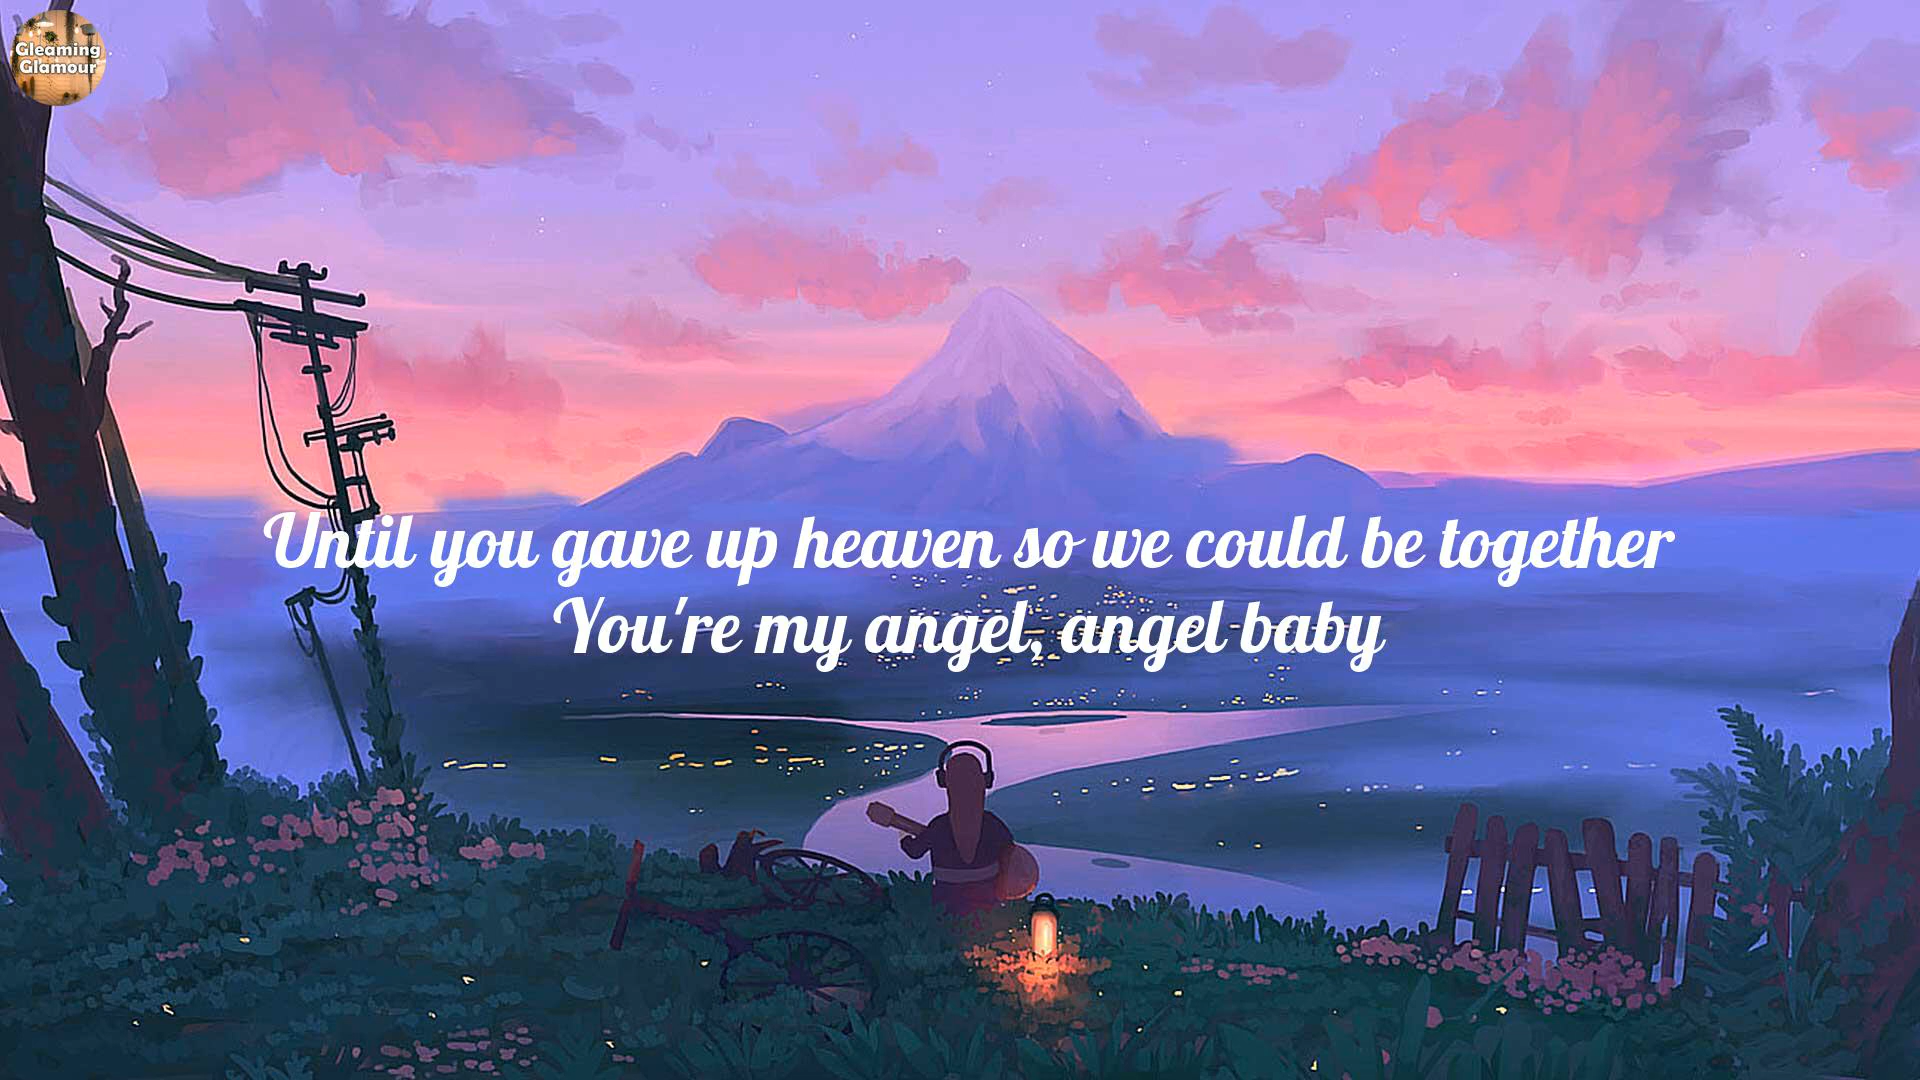 Gleaming
Glamour
Until you gave up heaven so we could be together
You're my angel, angel baby